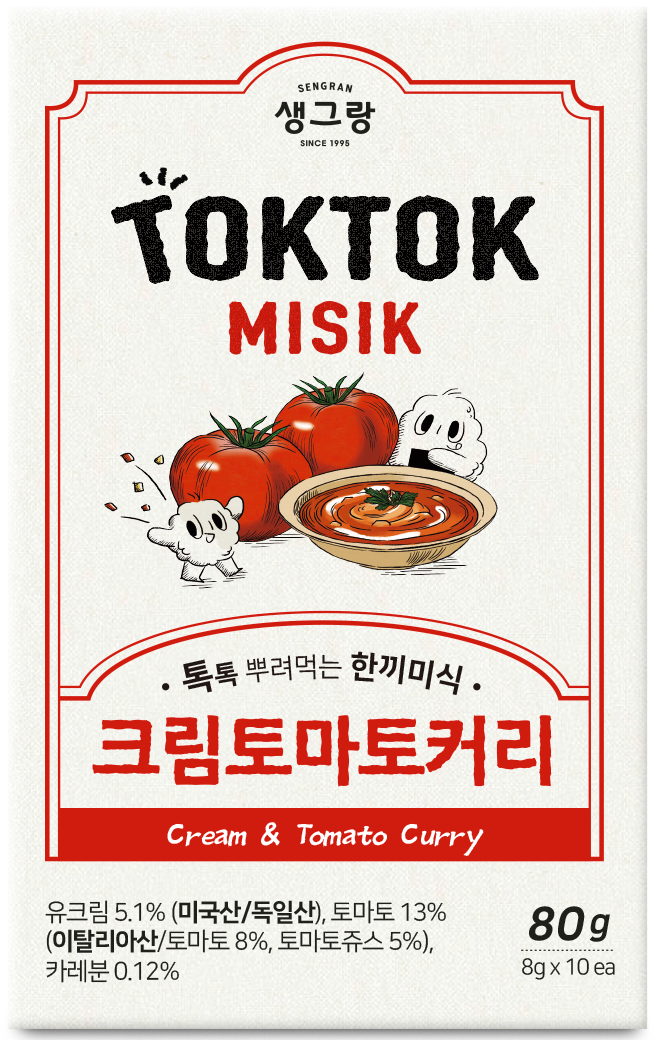 SENGRAN
생그랑
SINCE 1995
TOKTOK
MISIK
· 톡톡 뿌려먹는 한끼미식 ·
크림토마토커리
Cream & Tomato Curry
유크림 5.1% (미국산/독일산), 토마토 13%
(이탈리아산/토마토 8%, 토마토쥬스 5%),
카레분 0.12%
80g
8g x 10 ea